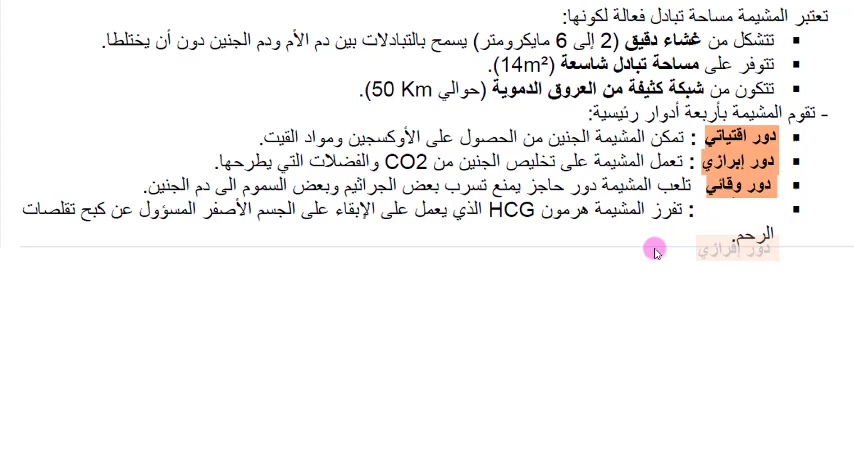 تعتبر المشيمة مساحة تبادل فعالة لكونها:
▪ تتشكل من غشاء دقيق (2 إلى 6 مايكرومتر) يسمح بالتبادلات بين دم الأم ودم الجنين دون أن يختلطا.
▪ تتوفر على مساحة تبادل شاسعة (14m²).
▪ تتكون من شبكة كثيفة من العروق الدموية (حوالي 50 Km).
- تقوم المشيمة بأربعة أدوار رئيسية:
▪ دور اقتياتي : تمكن المشيمة الجنين من الحصول على الأوكسجين ومواد القيت.
▪ دور إبرازي : تعمل المشيمة على تخليص الجنين من CO2 والفضلات التي يطرحها.
▪ دور وقائي تلعب المشيمة دور حاجز يمنع تسرب بعض الجراثيم وبعض السموم الى دم الجنين.
▪ : تفرز المشيمة هرمون HCG الذي يعمل على الإبقاء على الجسم الأصفر المسؤول عن كبح تقلصات
الرحم.
دور إفرازي